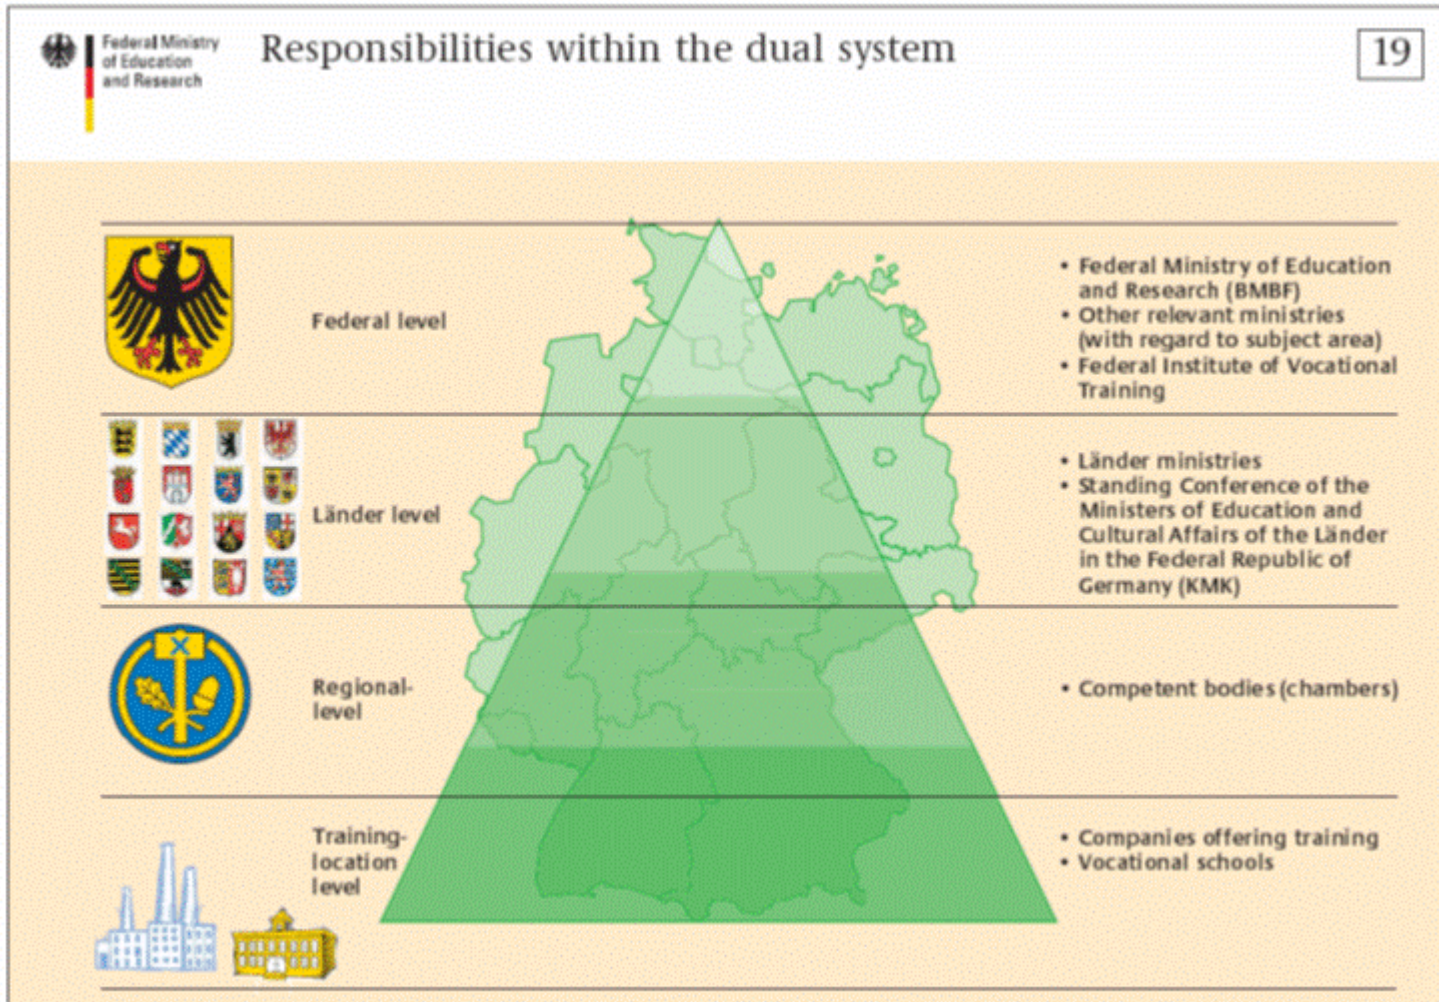 Federal Ministry
of Education
and Research
Responsibilities within the dual system
19
Federal level
• Federal Ministry of Education
and Research (BMBF)
• Other relevant ministries
(with regard to subject area)
• Federal Institute of Vocational
Training
Länder level
• Länder ministries
• Standing Conference of the
Ministers of Education and
Cultural Affairs of the Länder
in the Federal Republic of
Germany (KMK)
Regional-
level
• Competent bodies (chambers)
Training-
location
level
• Companies offering training
• Vocational schools